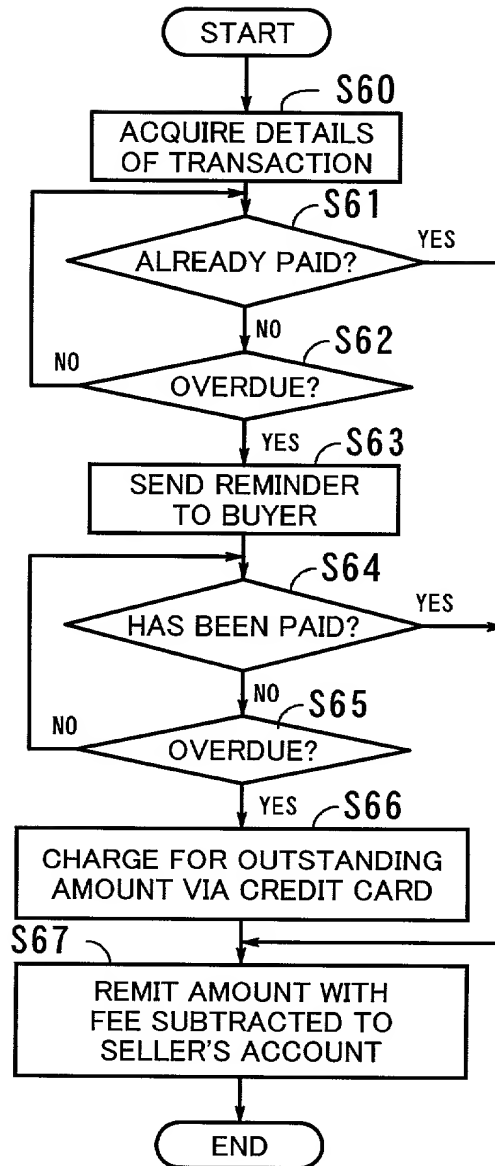 START
S60
ACQUIRE DETAILS
OF TRANSACTION
S61
ALREADY PAID?
YES
NO
S62
OVERDUE?
NO
YES
S63
SEND REMINDER
TO BUYER
S64
HAS BEEN PAID?
YES
NO
S65
OVERDUE?
NO
YES
S66
CHARGE FOR OUTSTANDING
AMOUNT VIA CREDIT CARD
S67
REMIT AMOUNT WITH
FEE SUBTRACTED TO
SELLER'S ACCOUNT
END